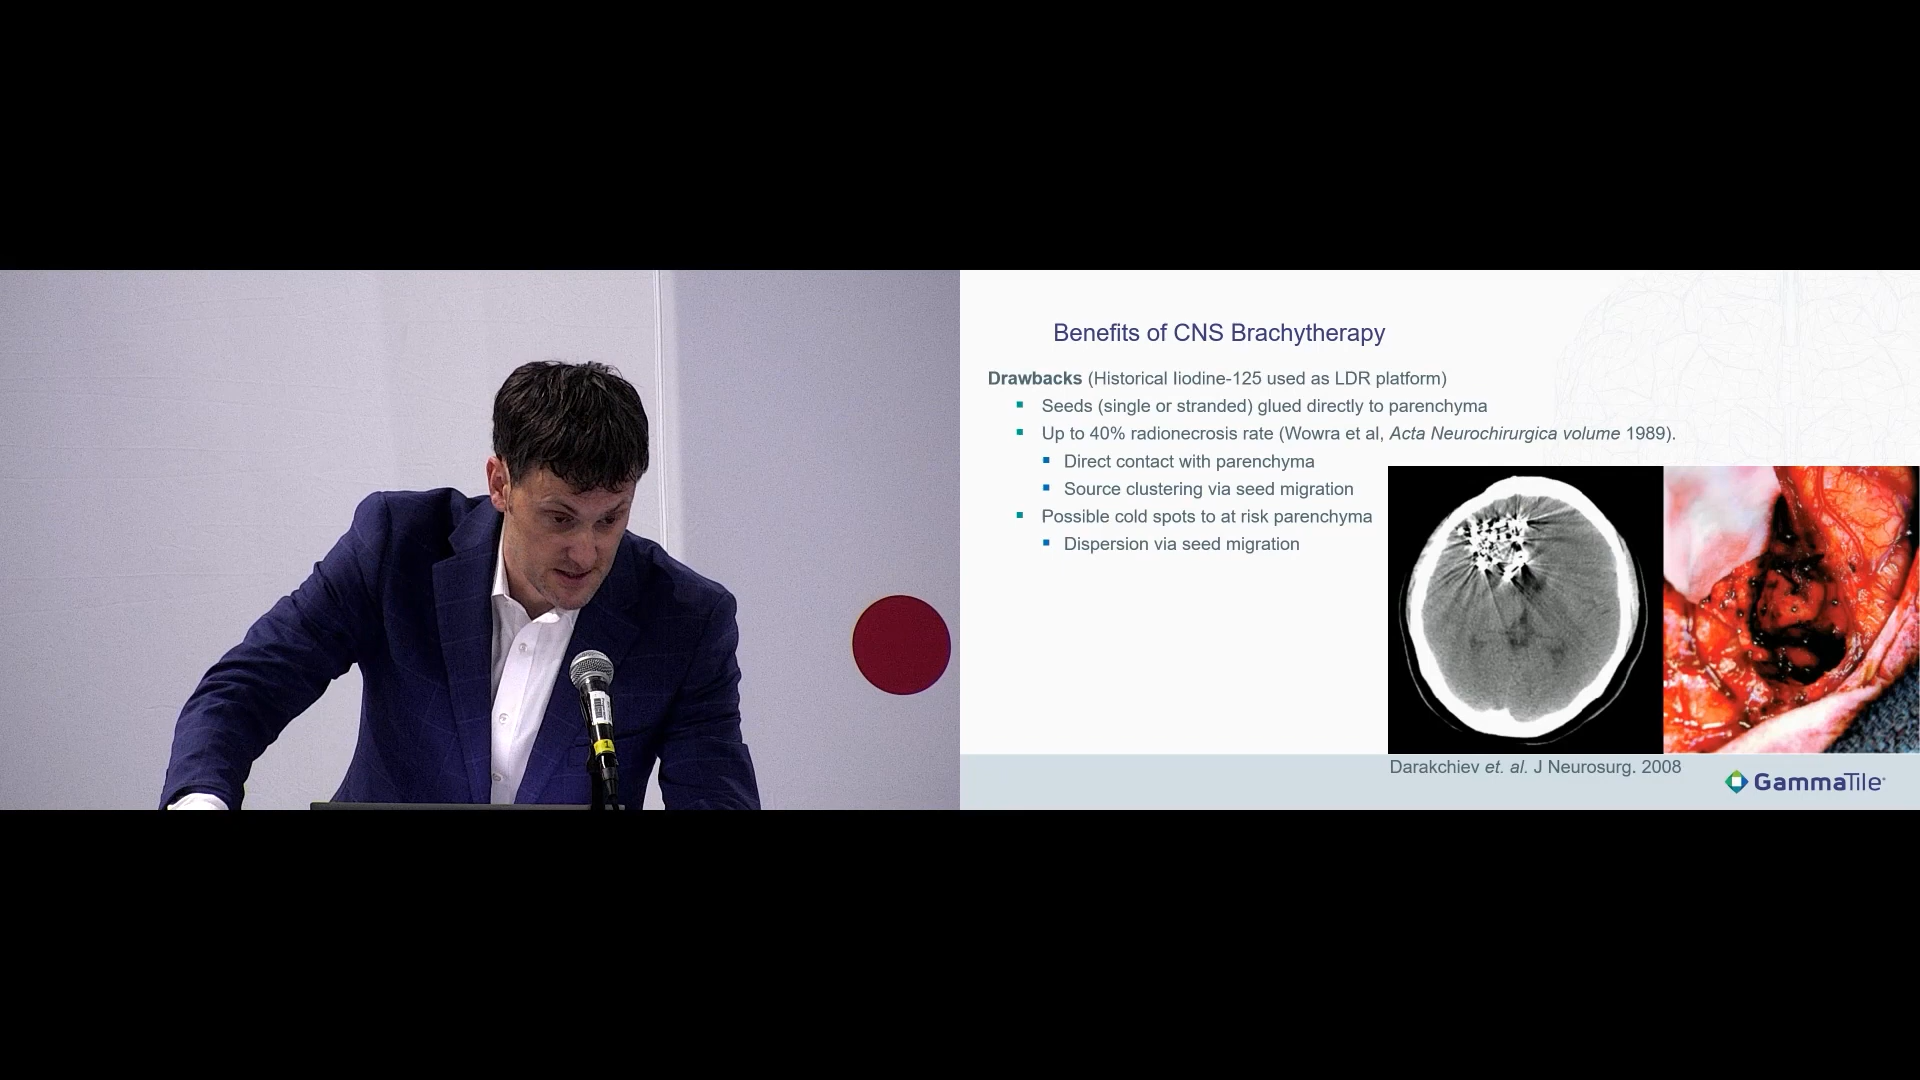 Benefits of CNS Brachytherapy
Drawbacks (Historical Iiodine-125 used as LDR platform)
Seeds (single or stranded) glued directly to parenchyma
Up to 40% radionecrosis rate (Wowra et al, Acta Neurochirurgica volume 1989).
Direct contact with parenchyma
Source clustering via seed migration
Possible cold spots to at risk parenchyma
Dispersion via seed migration
Darakchiev et. al. J Neurosurg. 2008
GammaTile
1